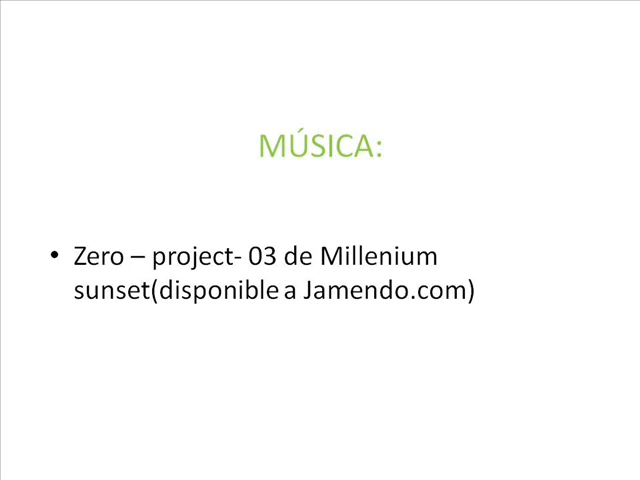 MÚSICA:
• Zero – project- 03 de Millenium
sunset(disponible a Jamendo.com)